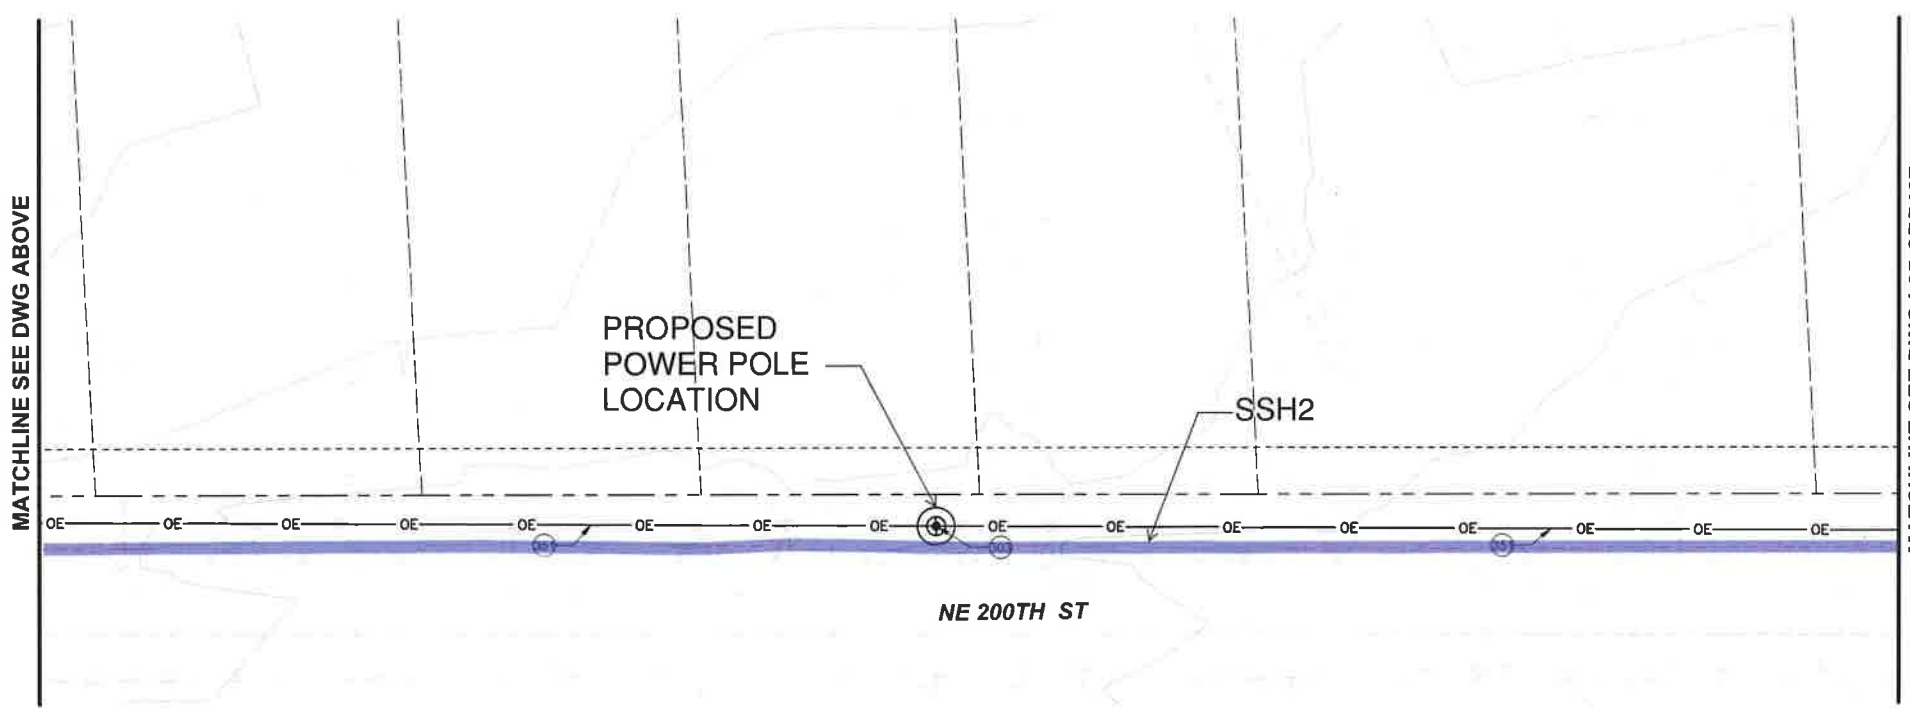 MATCHLINE SEE DWG ABOVE
PROPOSED
POWER POLE
LOCATION
SSH2
OE OE OE OE OE OE OE OE OE OE OE OE OE OE OE OE
NE 200TH ST